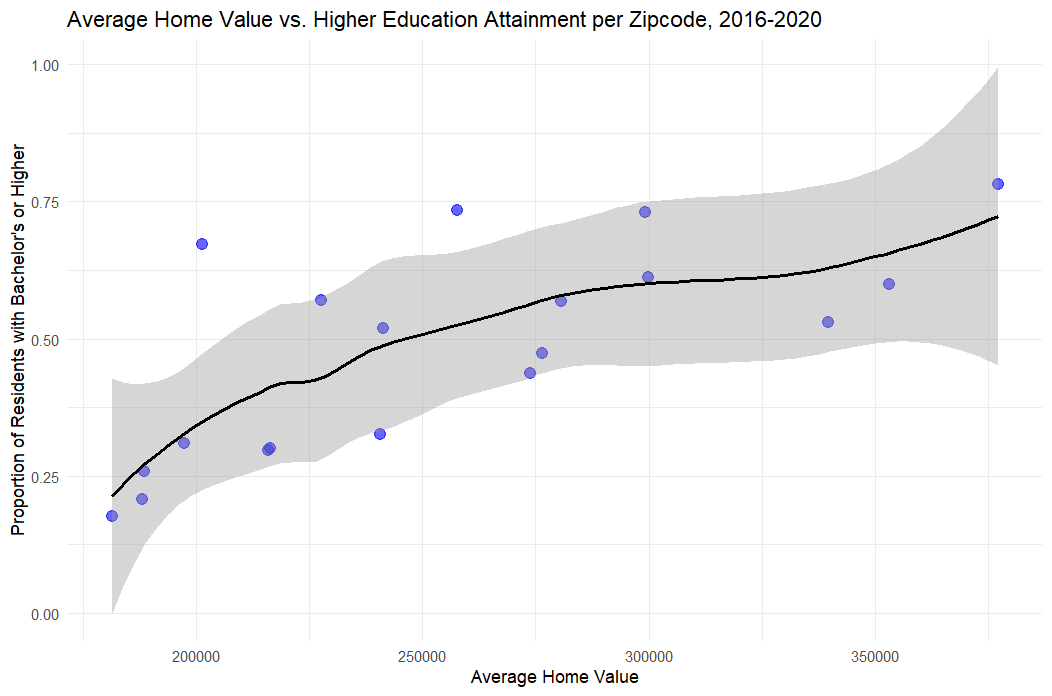 Average Home Value vs. Higher Education Attainment per Zipcode, 2016-2020
Proportion of Residents with Bachelor's or Higher
1.00
0.75
0.50
0.25
0.00
200000 250000 300000 350000
Average Home Value